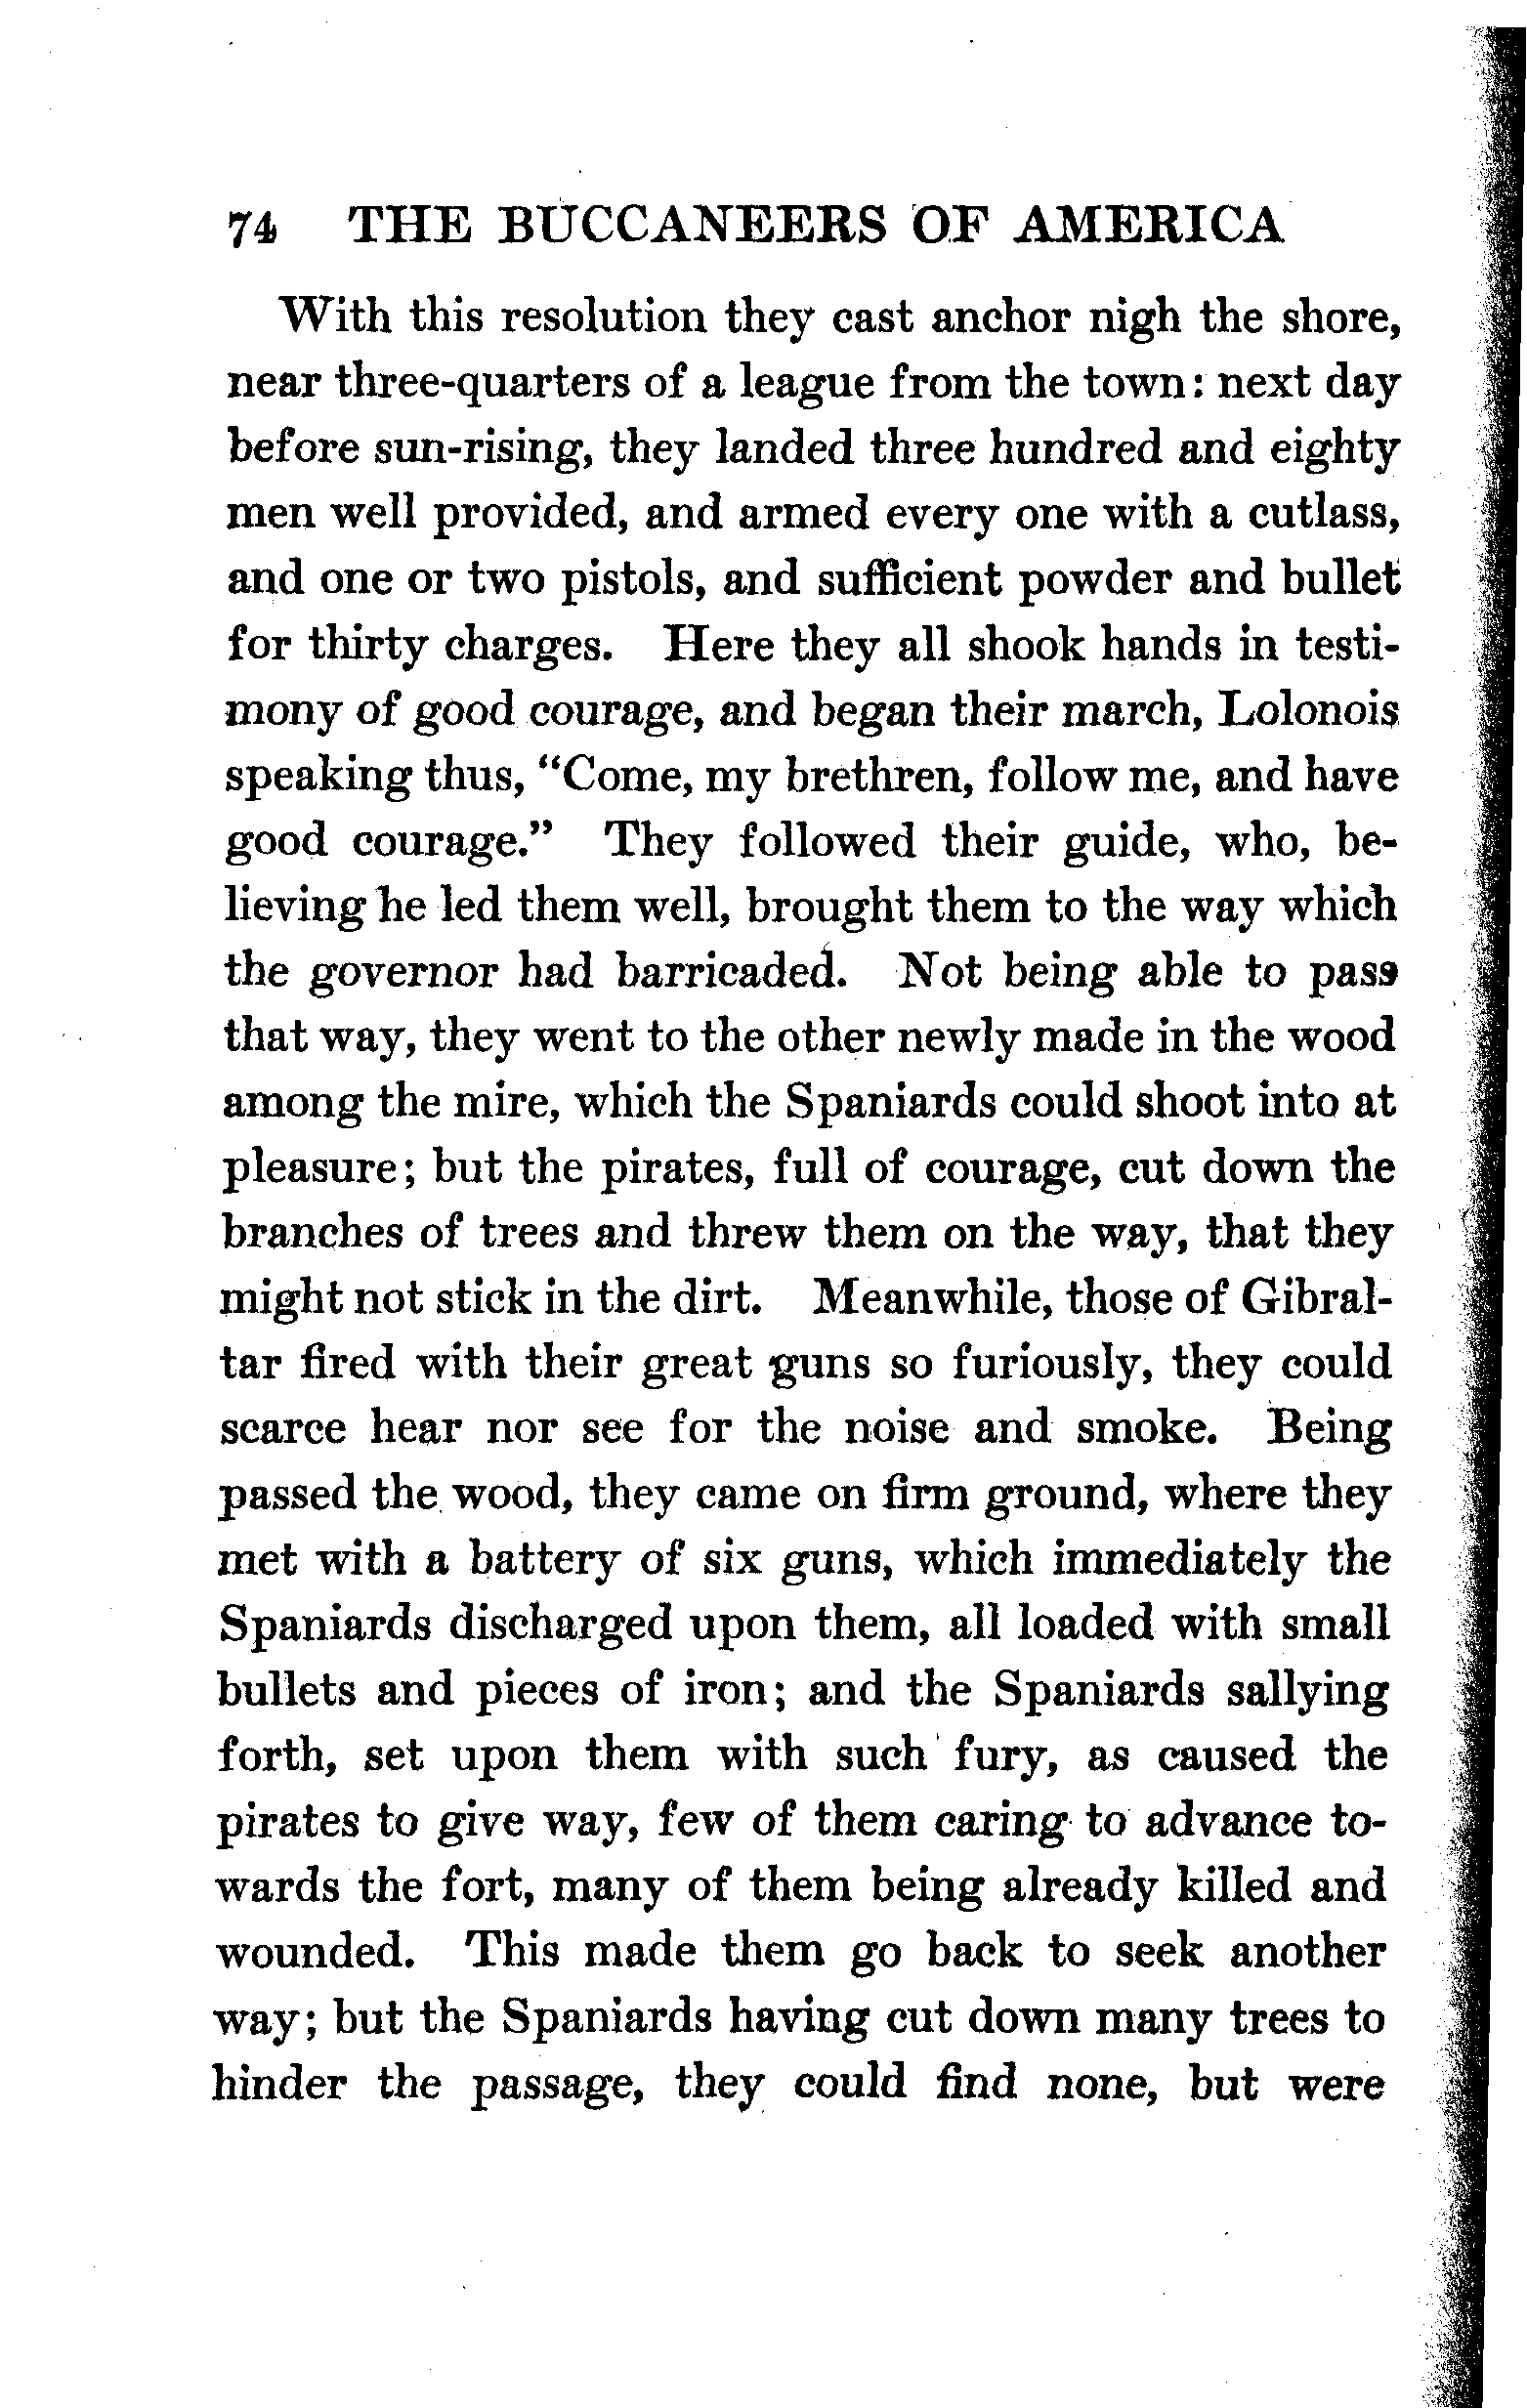 74 THE BUCCANEERS OF AMERICA
With this resolution they cast anchor nigh the shore,
near three-quarters of a league from the town: next day
before sun-rising, they landed three hundred and eighty
men well provided, and armed every one with a cutlass,
and one or two pistols, and sufficient powder and bullet
for thirty charges. Here they all shook hands in testi-
mony of good courage, and began their march, Lolonois
speaking thus, "Come, my brethren, follow me, and have
good courage." They followed their guide, who, be-
lieving he led them well, brought them to the way which
the governor had barricaded. Not being able to pass
that way, they went to the other newly made in the wood
among the mire, which the Spaniards could shoot into at
pleasure; but the pirates, full of courage, cut down the
branches of trees and threw them on the way, that they
might not stick in the dirt. Meanwhile, those of Gibral-
tar fired with their great guns so furiously, they could
scarce hear nor see for the noise and smoke. Being
passed the wood, they came on firm ground, where they
met with a battery of six guns, which immediately the
Spaniards discharged upon them, all loaded with small
bullets and pieces of iron; and the Spaniards sallying
forth, set upon them with such fury, as caused the
pirates to give way, few of them caring to advance to-
wards the fort, many of them being already killed and
wounded. This made them go back to seek another
way; but the Spaniards having cut down many trees to
hinder the passage, they could find none, but were